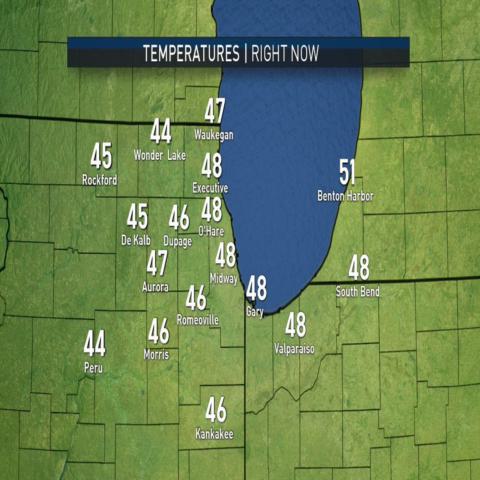 TEMPERATURES | RIGHT NOW
47
Waukegan
44
Wonder Lake
45
Rockford
48
Executive
51
Benton Harbor
45
De Kalb
46
Dupage
48
O'Hare
47
Aurora
48
Midway
48
Gary
48
South Bend
46
Romeoville
48
Valparaiso
46
Morris
44
Peru
46
Kankakee